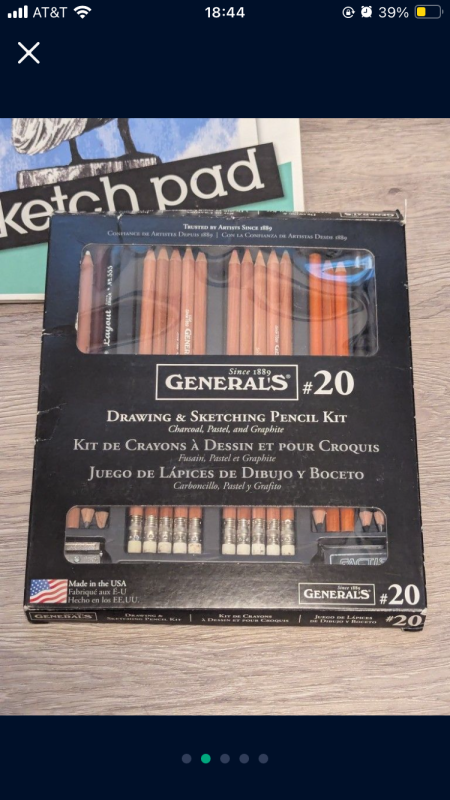 AT&T 18:44 39%
ketch pad
Trusted by Artists Since 1889
Confiance de Artistes Depuis 1889 | Con la Confianza de Artistas Desde 1889
Layout
Since 1889
GENERAL'S® #20
Drawing & Sketching Pencil Kit
Charcoal, Pastel, and Graphite
Kit de Crayons à Dessin et pour Croquis
Fusain, Pastel et Graphite
Juego de Lápices de Dibujo y Boceto
Carboncillo, Pastel y Grafito
Made in the USA
Fabriqué aux É-U
Hecho en los EE.UU.
Since 1889
GENERAL'S #20
GENERAL'S | Drawing & Sketching Pencil Kit | Kit de Crayons à Dessin et pour Croquis | Juego de Lápices de Dibujo y Boceto #20